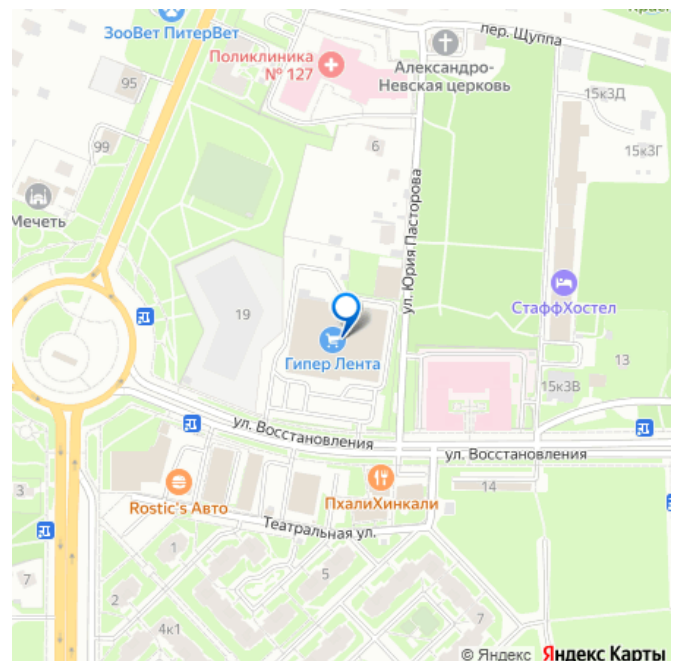 ЗооВет ПитерВет
пер. Щуппа
Поликлиника
№ 127
Александро-
Невская церковь
95
15к3Д
99
6
15к3Г
Мечеть
ул. Юрия Пасторова
19
СтаффХостел
Гипер Лента
13
15к3В
ул. Восстановления
ул. Восстановления
3
Rostic's Авто
ПхалиХинкали
14
Театральная ул.
1
7
5
2
4к1
7
© Яндекс Яндекс Карты